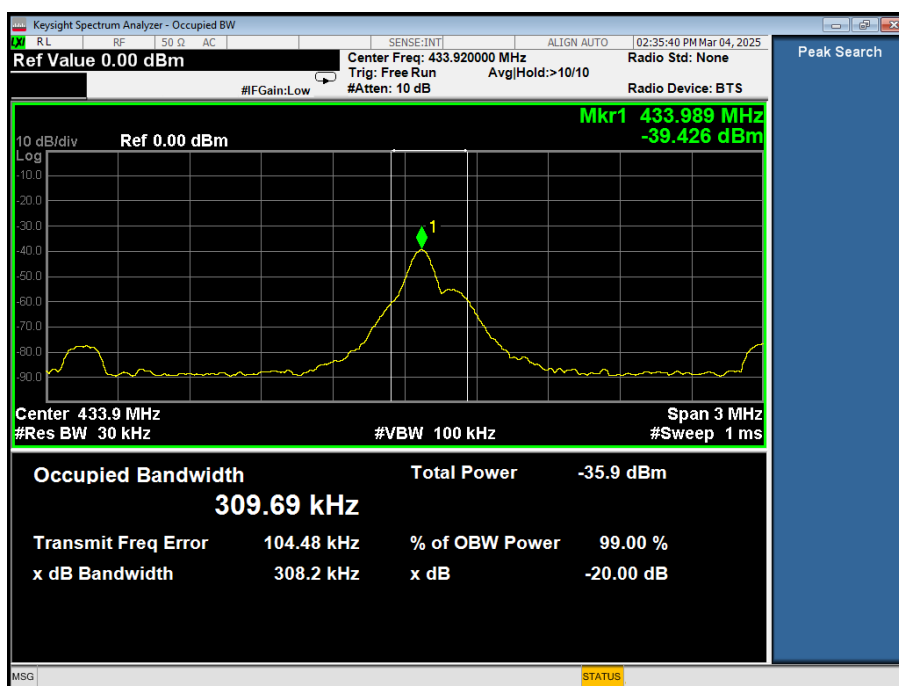 Keysight Spectrum Analyzer - Occupied BW
LXI RL RF 50 Ω AC SENSE:INT ALIGN AUTO 02:35:40 PM Mar 04, 2025
Ref Value 0.00 dBm Center Freq: 433.920000 MHz Radio Std: None
Trig: Free Run Avg|Hold:>10/10
#IFGain:Low #Atten: 10 dB Radio Device: BTS
Peak Search
Mkr1 433.989 MHz
10 dB/div Ref 0.00 dBm -39.426 dBm
Log
-10.0
-20.0
-30.0
1
-40.0
-50.0
-60.0
-70.0
-80.0
-90.0
Center 433.9 MHz Span 3 MHz
#Res BW 30 kHz #VBW 100 kHz #Sweep 1 ms
Occupied Bandwidth Total Power -35.9 dBm
309.69 kHz
Transmit Freq Error 104.48 kHz % of OBW Power 99.00 %
x dB Bandwidth 308.2 kHz x dB -20.00 dB
MSG STATUS